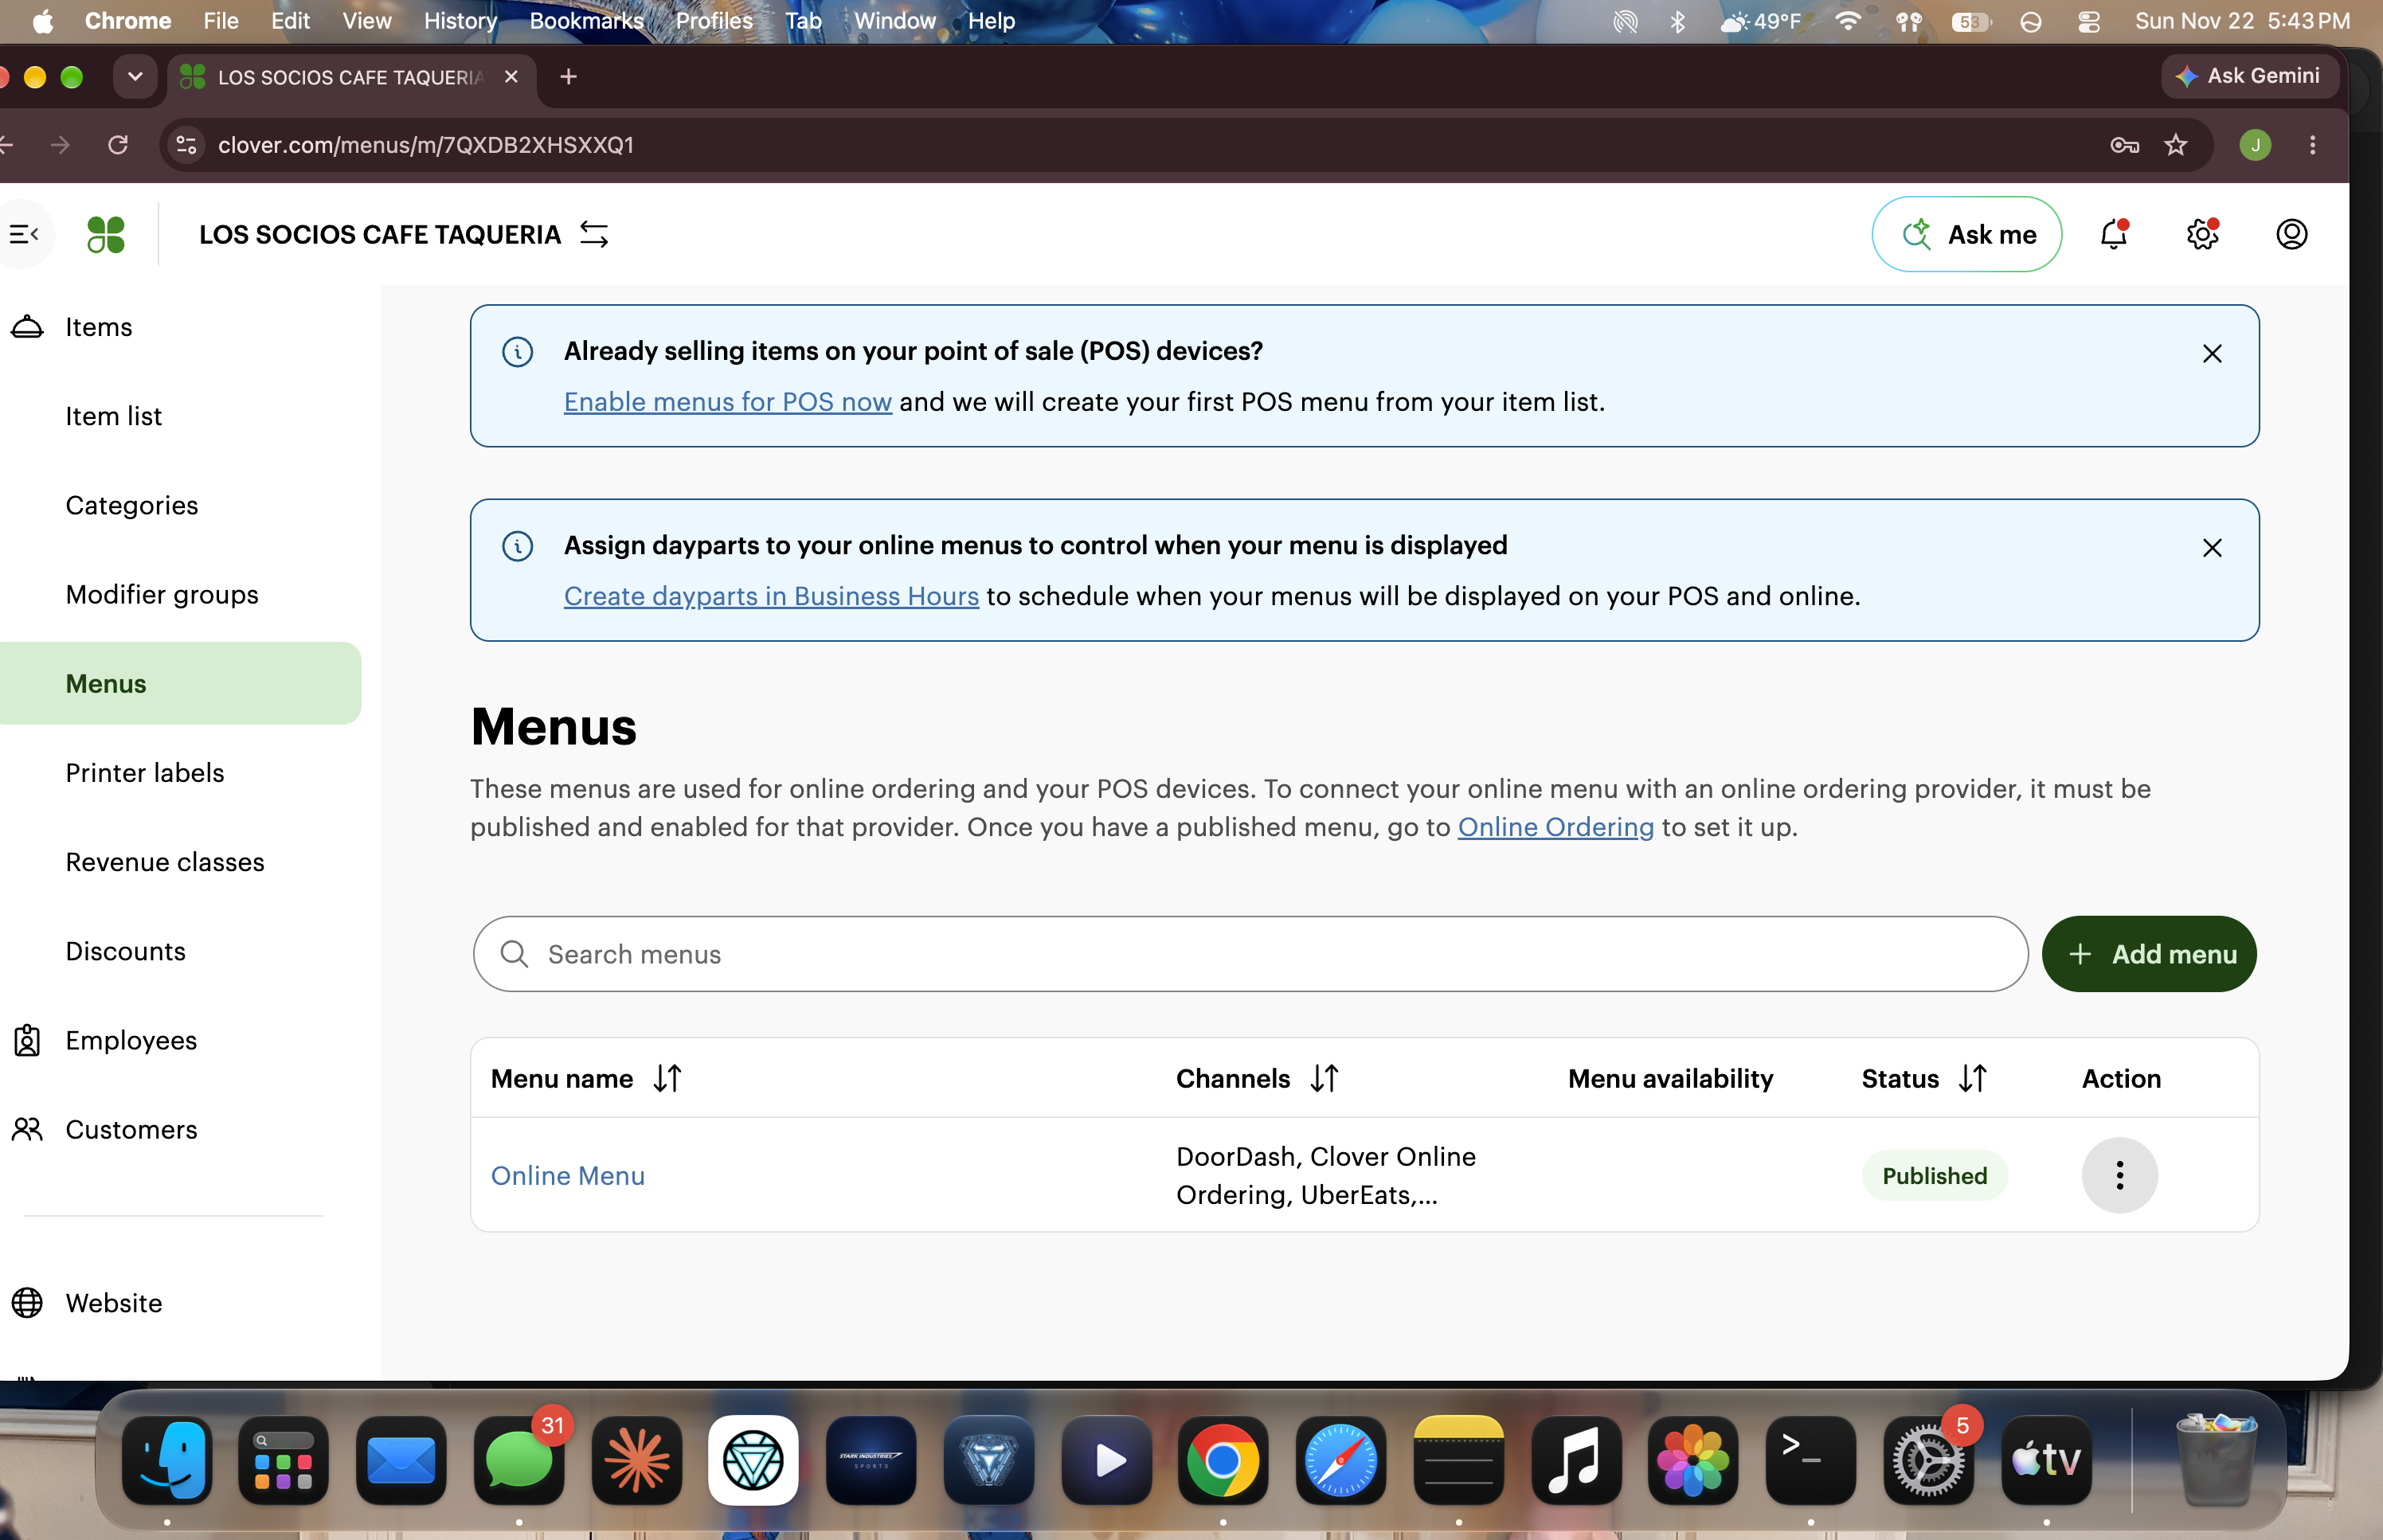 Chrome File Edit View History Bookmarks Profiles Tab Window Help 49°F 53 Sun Nov 22 5:43 PM
LOS SOCIOS CAFE TAQUERIA Ask Gemini
clover.com/menus/m/7QXDB2XHSXXQ1 J
LOS SOCIOS CAFE TAQUERIA Ask me
Items
Item list
Categories
Modifier groups
Menus
Printer labels
Revenue classes
Discounts
Employees
Customers
Website
Already selling items on your point of sale (POS) devices?
Enable menus for POS now and we will create your first POS menu from your item list.
Assign dayparts to your online menus to control when your menu is displayed
Create dayparts in Business Hours to schedule when your menus will be displayed on your POS and online.
Menus
These menus are used for online ordering and your POS devices. To connect your online menu with an online ordering provider, it must be
published and enabled for that provider. Once you have a published menu, go to Online Ordering to set it up.
Search menus
+ Add menu
Menu name Channels Menu availability Status Action
Online Menu
DoorDash, Clover Online
Ordering, UberEats,...
Published
31
STARK INDUSTRIES
SPORTS
5
tv